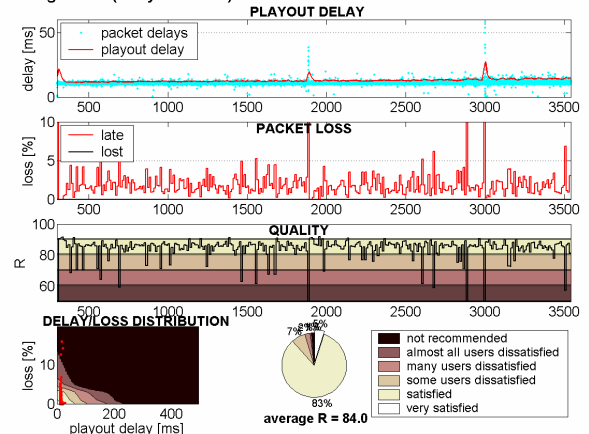 PLAYOUT DELAY
packet delays
playout delay
delay [ms]
50
0
500 1000 1500 2000 2500 3000 3500
PACKET LOSS
late
lost
loss [%]
10
5
0
500 1000 1500 2000 2500 3000 3500
QUALITY
R
100
80
60
500 1000 1500 2000 2500 3000 3500
DELAY/LOSS DISTRIBUTION
loss [%]
10
0
0 200 400
playout delay [ms]
7%
5%
83%
average R = 84.0
not recommended
almost all users dissatisfied
many users dissatisfied
some users dissatisfied
satisfied
very satisfied